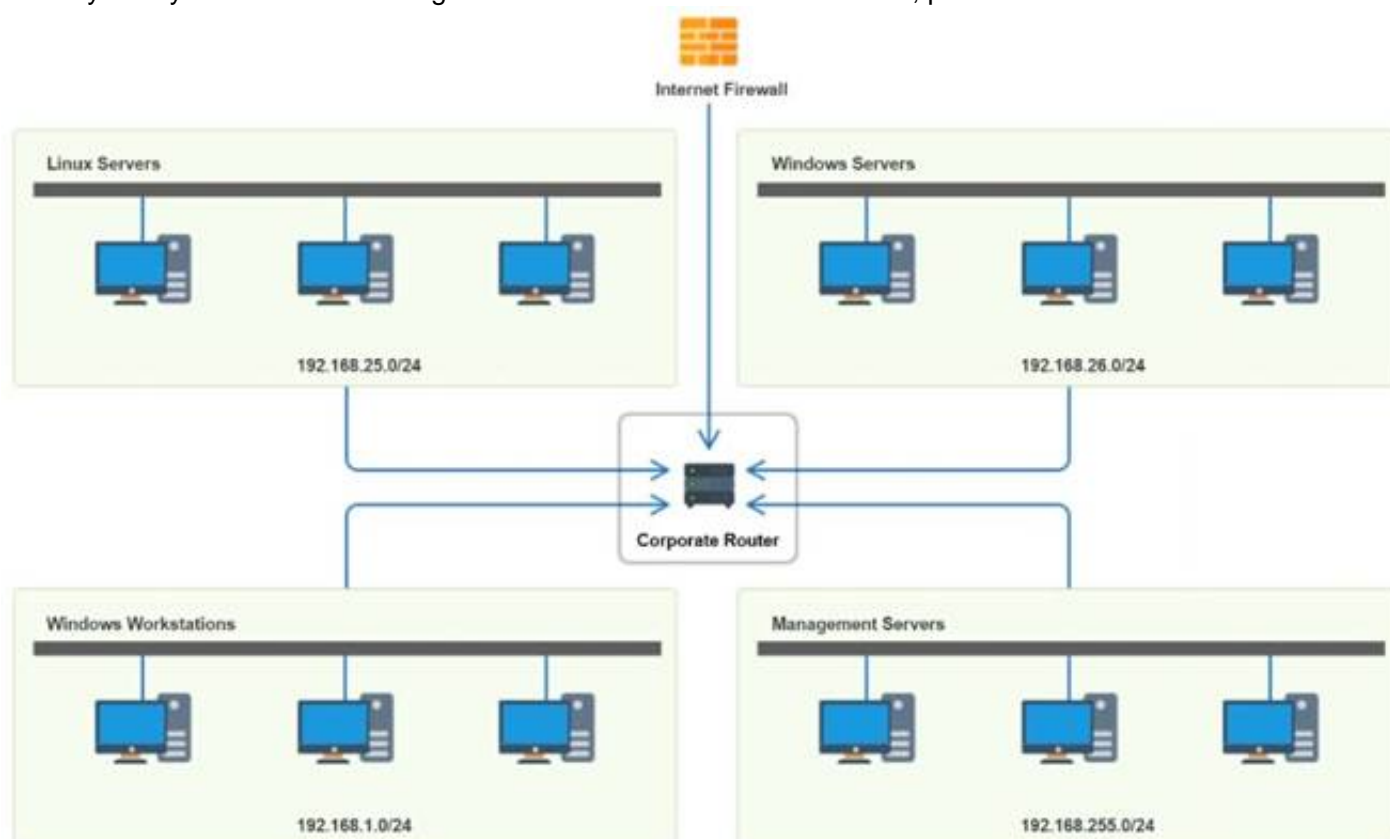 Internet Firewall
Linux Servers
192.168.25.0/24
Windows Servers
192.168.26.0/24
Corporate Router
Windows Workstations
192.168.1.0/24
Management Servers
192.168.255.0/24